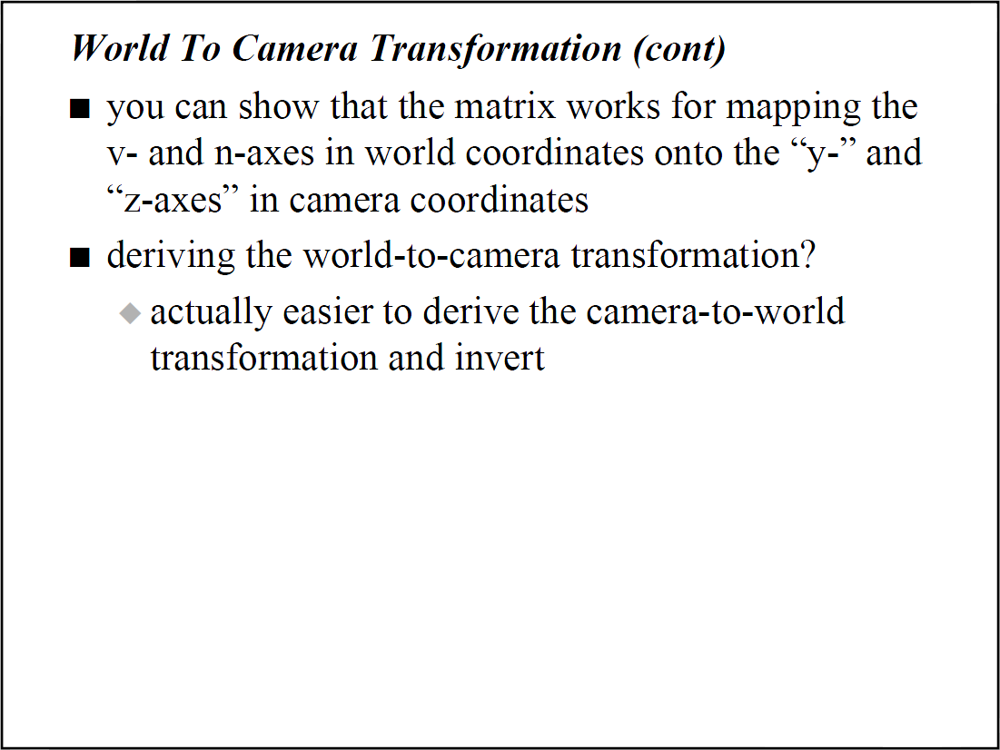 World To Camera Transformation (cont)
■ you can show that the matrix works for mapping the
v- and n-axes in world coordinates onto the “y-” and
“z-axes” in camera coordinates
■ deriving the world-to-camera transformation?
◆ actually easier to derive the camera-to-world
transformation and invert